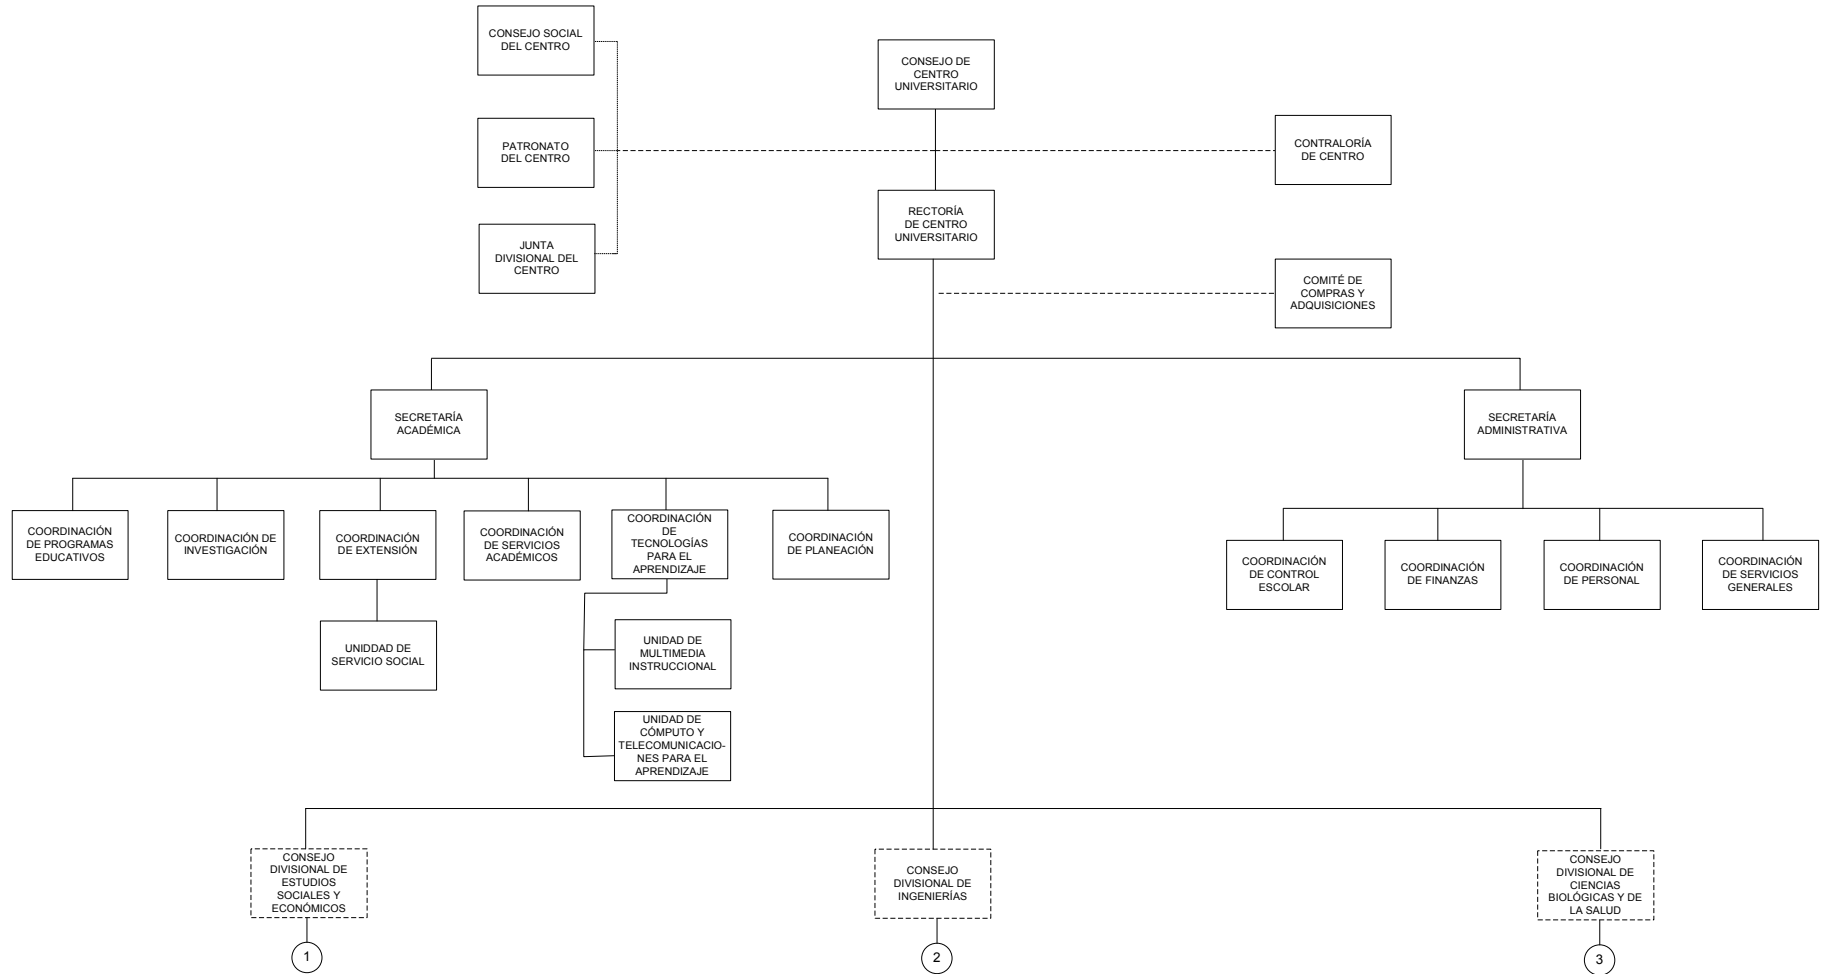 CONSEJO SOCIAL
DEL CENTRO
CONSEJO DE
CENTRO
UNIVERSITARIO
PATRONATO
DEL CENTRO
CONTRALORÍA
DE CENTRO
RECTORÍA
DE CENTRO
UNIVERSITARIO
JUNTA
DIVISIONAL DEL
CENTRO
COMITÉ DE
COMPRAS Y
ADQUISICIONES
SECRETARÍA
ACADÉMICA
SECRETARÍA
ADMINISTRATIVA
COORDINACIÓN
DE PROGRAMAS
EDUCATIVOS
COORDINACIÓN DE
INVESTIGACIÓN
COORDINACIÓN
DE EXTENSIÓN
COORDINACIÓN
DE SERVICIOS
ACADÉMICOS
COORDINACIÓN
DE
TECNOLOGÍAS
PARA EL
APRENDIZAJE
COORDINACIÓN
DE PLANEACIÓN
COORDINACIÓN
DE CONTROL
ESCOLAR
COORDINACIÓN
DE FINANZAS
COORDINACIÓN
DE PERSONAL
COORDINACIÓN
DE SERVICIOS
GENERALES
UNIDDAD DE
SERVICIO SOCIAL
UNIDAD DE
MULTIMEDIA
INSTRUCCIONAL
UNIDAD DE
CÓMPUTO Y
TELECOMUNICACIO-
NES PARA EL
APRENDIZAJE
CONSEJO
DIVISIONAL DE
ESTUDIOS
SOCIALES Y
ECONÓMICOS
CONSEJO
DIVISIONAL DE
INGENIERÍAS
CONSEJO
DIVISIONAL DE
CIENCIAS
BIOLÓGICAS Y DE
LA SALUD
1
2
3